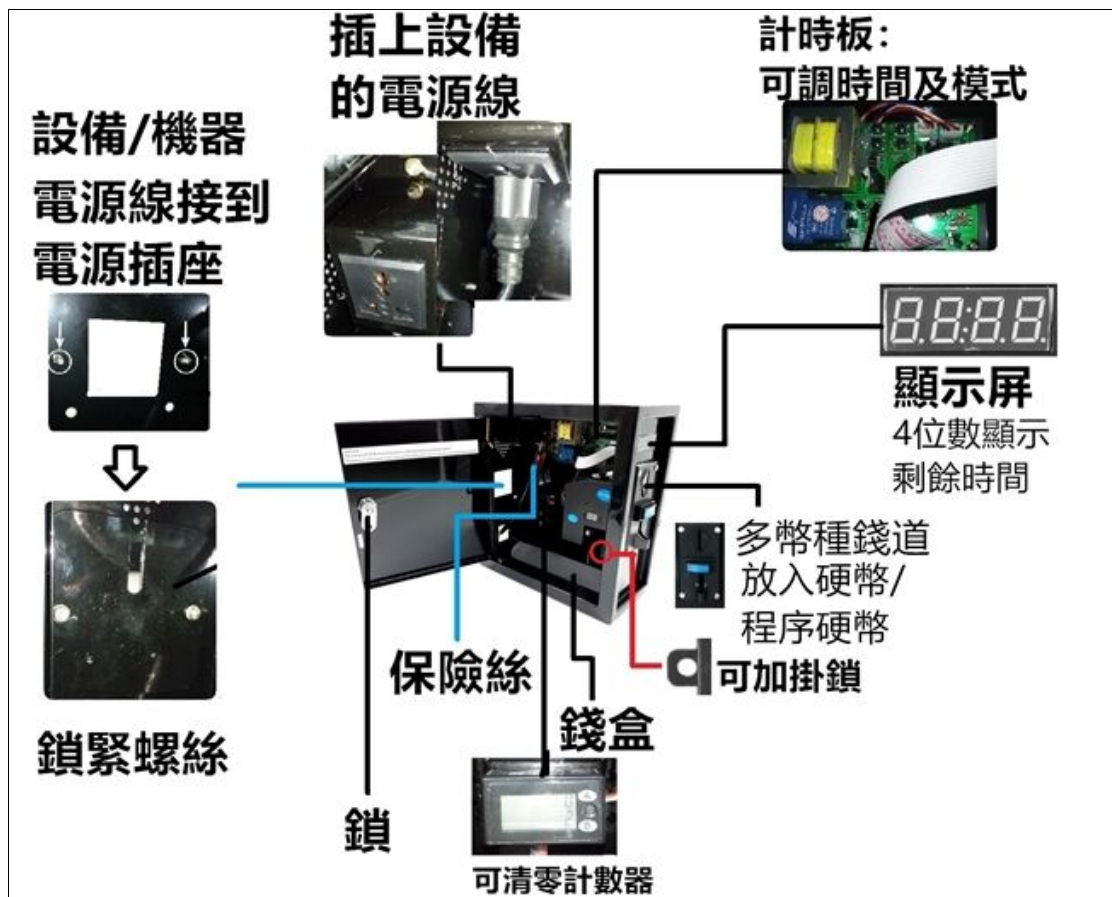 插上設備
的電源線
計時板：
可調時間及模式
設備/機器
電源線接到
電源插座
88:88
顯示屏
4位數顯示
剩餘時間
多幣種錢道
放入硬幣/
程序硬幣
可加掛鎖
保險絲
錢盒
鎖緊螺絲
鎖
可清零計數器